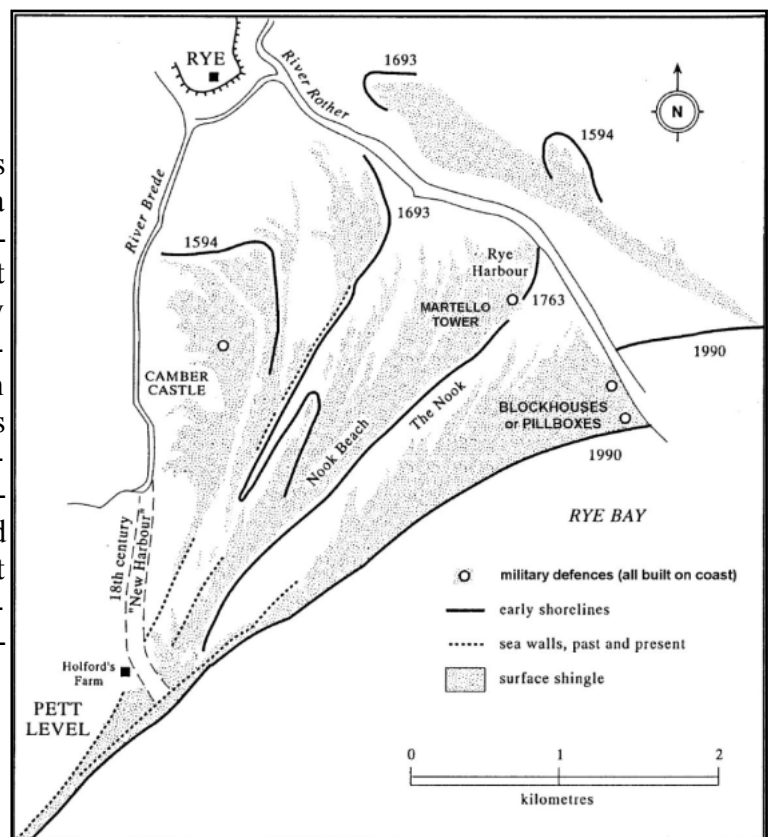 RYE
River Rother
1693
N
1594
River Brede
1693
1594
Rye
Harbour
MARTELLO
TOWER
1763
1990
CAMBER
CASTLE
BLOCKHOUSES
or PILLBOXES
The Nook
Nook Beach
1990
RYE BAY
18th century
"New Harbour"
military defences (all built on coast)
early shorelines
sea walls, past and present
surface shingle
Holford's
Farm
PETT
LEVEL
0 1 2
kilometres